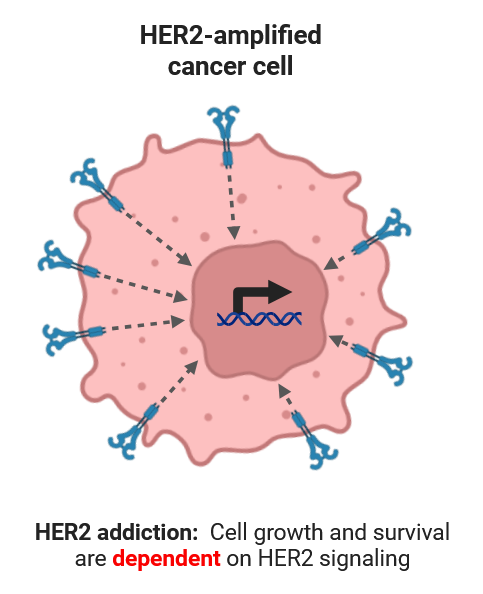 HER2-amplified
cancer cell
HER2 addiction: Cell growth and survival
are dependent on HER2 signaling